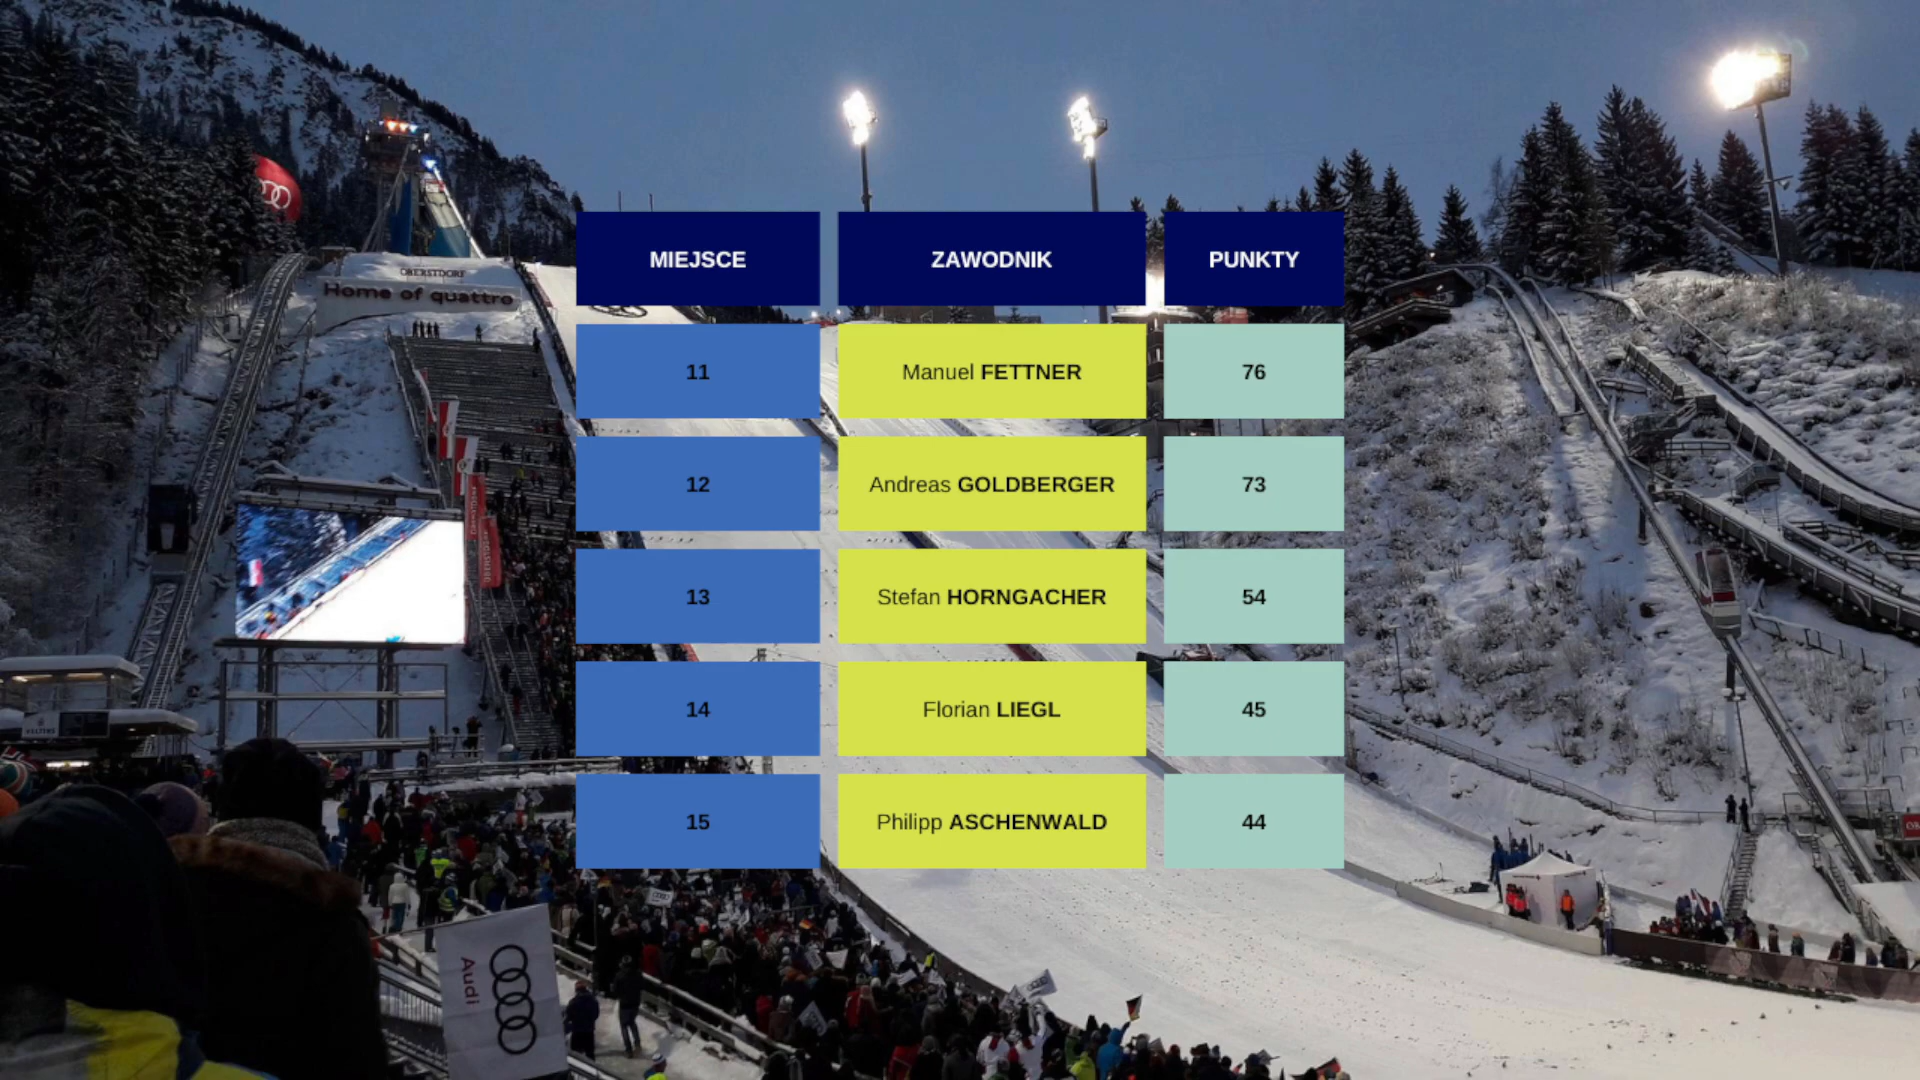 OBERSTDORF
Home of quattro
MIEJSCE ZAWODNIK PUNKTY
11 Manuel FETTNER 76
12 Andreas GOLDBERGER 73
13 Stefan HORNGACHER 54
14 Florian LIEGL 45
15 Philipp ASCHENWALD 44
Audi